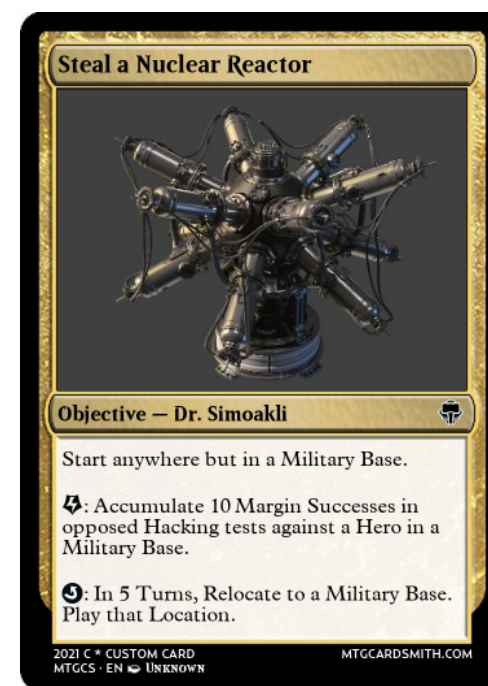 Steal a Nuclear Reactor
Objective — Dr. Simoakli
Start anywhere but in a Military Base.
: Accumulate 10 Margin Successes in
opposed Hacking tests against a Hero in a
Military Base.
: In 5 Turns, Relocate to a Military Base.
Play that Location.
2021 C * CUSTOM CARD
MTGCARDSMITH.COM
MTGCS · EN Unknown